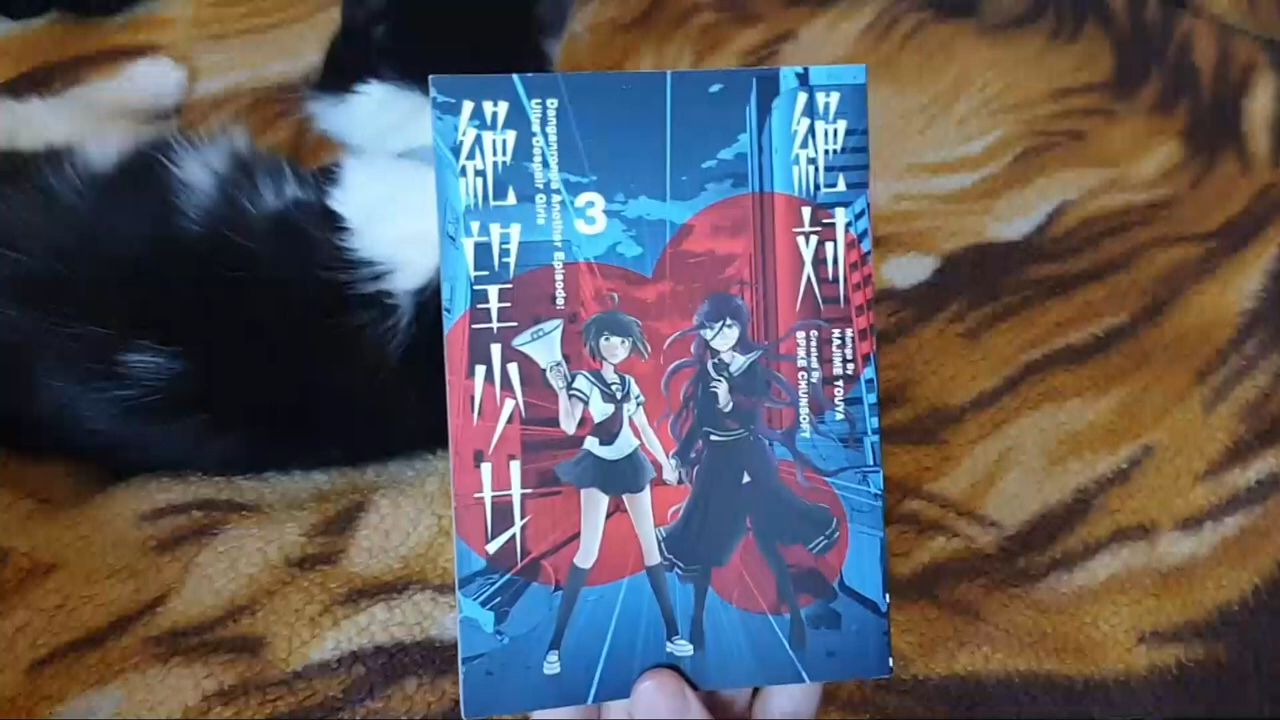 絶対
絶望少女
Danganronpa Another Episode:
Ultra Despair Girls
3
Manga By
HAJIME TOUYA
Created By
SPIKE CHUNSOFT